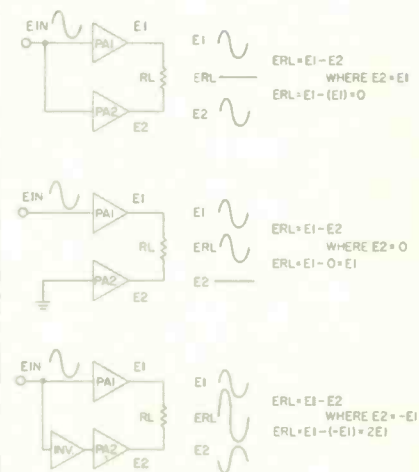 EIN
E1
PA1
RL
PA2
E2
E1
ERL
E2
ERL=E1-E2
WHERE E2=E1
ERL=E1-(E1)=0
EIN
E1
PA1
RL
PA2
E2
E1
ERL
E2
ERL=E1-E2
WHERE E2=0
ERL=E1-0=E1
EIN
E1
PA1
RL
INV.
PA2
E2
E1
ERL
E2
ERL=E1-E2
WHERE E2=-E1
ERL=E1-(-E1)=2E1